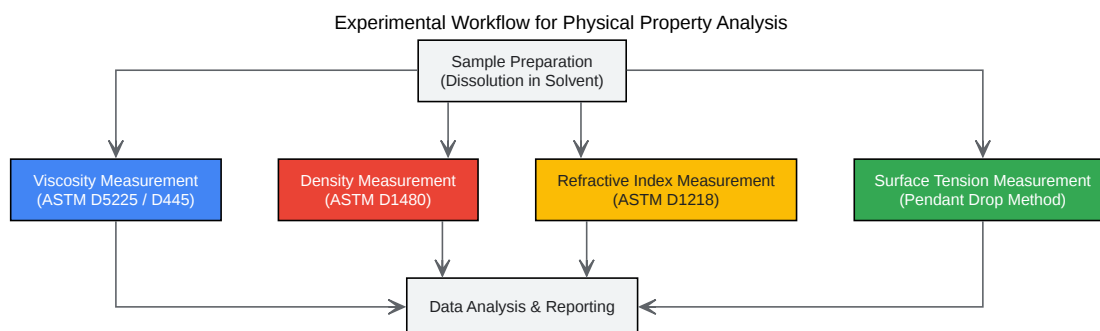 Experimental Workflow for Physical Property Analysis
Sample Preparation
(Dissolution in Solvent)
Viscosity Measurement
(ASTM D5225 / D445)
Density Measurement
(ASTM D1480)
Refractive Index Measurement
(ASTM D1218)
Surface Tension Measurement
(Pendant Drop Method)
Data Analysis & Reporting